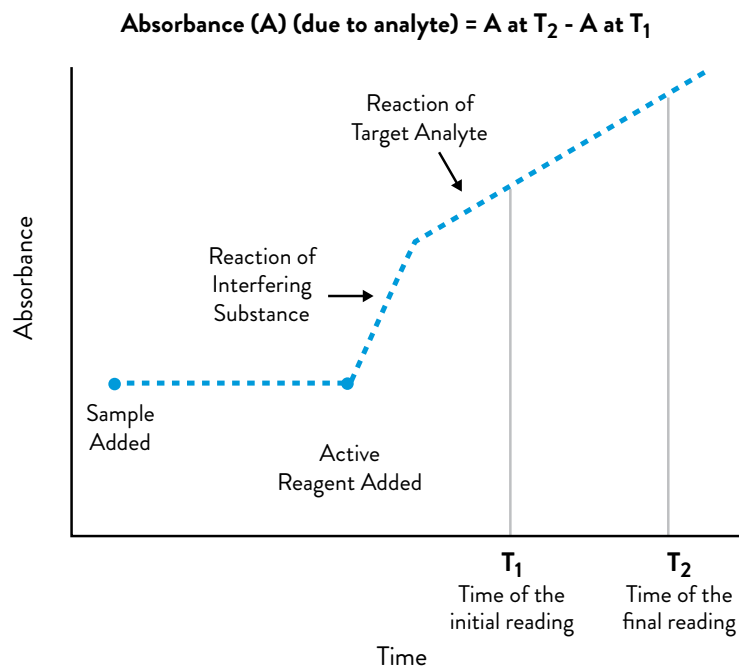 Absorbance (A) (due to analyte) = A at T₂ - A at T₁
Reaction of
Target Analyte
Reaction of
Interfering
Substance
Absorbance
Sample
Added
Active
Reagent Added
T₁
Time of the
initial reading
T₂
Time of the
final reading
Time